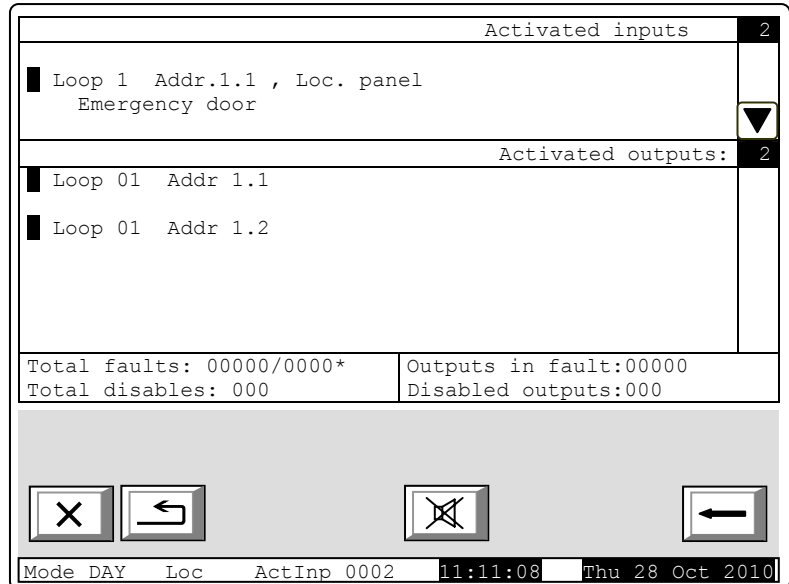 Activated inputs 2
Loop 1 Addr.1.1 , Loc. panel
Emergency door
Activated outputs: 2
Loop 01 Addr 1.1
Loop 01 Addr 1.2
Total faults: 00000/0000* Outputs in fault:00000
Total disables: 000 Disabled outputs:000
Mode DAY Loc ActInp 0002 11:11:08 Thu 28 Oct 2010